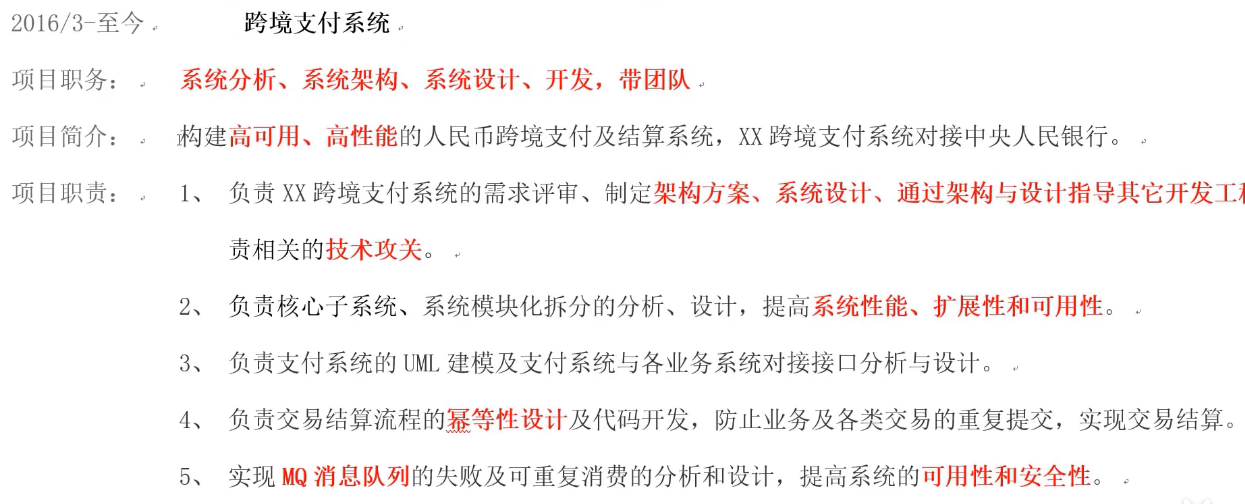 2016/3-至今 跨境支付系统
项目职务： 系统分析、系统架构、系统设计、开发，带团队
项目简介： 构建高可用、高性能的人民币跨境支付及结算系统，XX 跨境支付系统对接中央人民银行。
项目职责： 1、 负责 XX 跨境支付系统的需求评审、制定架构方案、系统设计、通过架构与设计指导其它开发工
责相关的技术攻关。
2、 负责核心子系统、系统模块化拆分的分析、设计，提高系统性能、扩展性和可用性。
3、 负责支付系统的 UML 建模及支付系统与各业务系统对接接口分析与设计。
4、 负责交易结算流程的幂等性设计及代码开发，防止业务及各类交易的重复提交，实现交易结算。
5、 实现 MQ 消息队列的失败及可重复消费的分析和设计，提高系统的可用性和安全性。